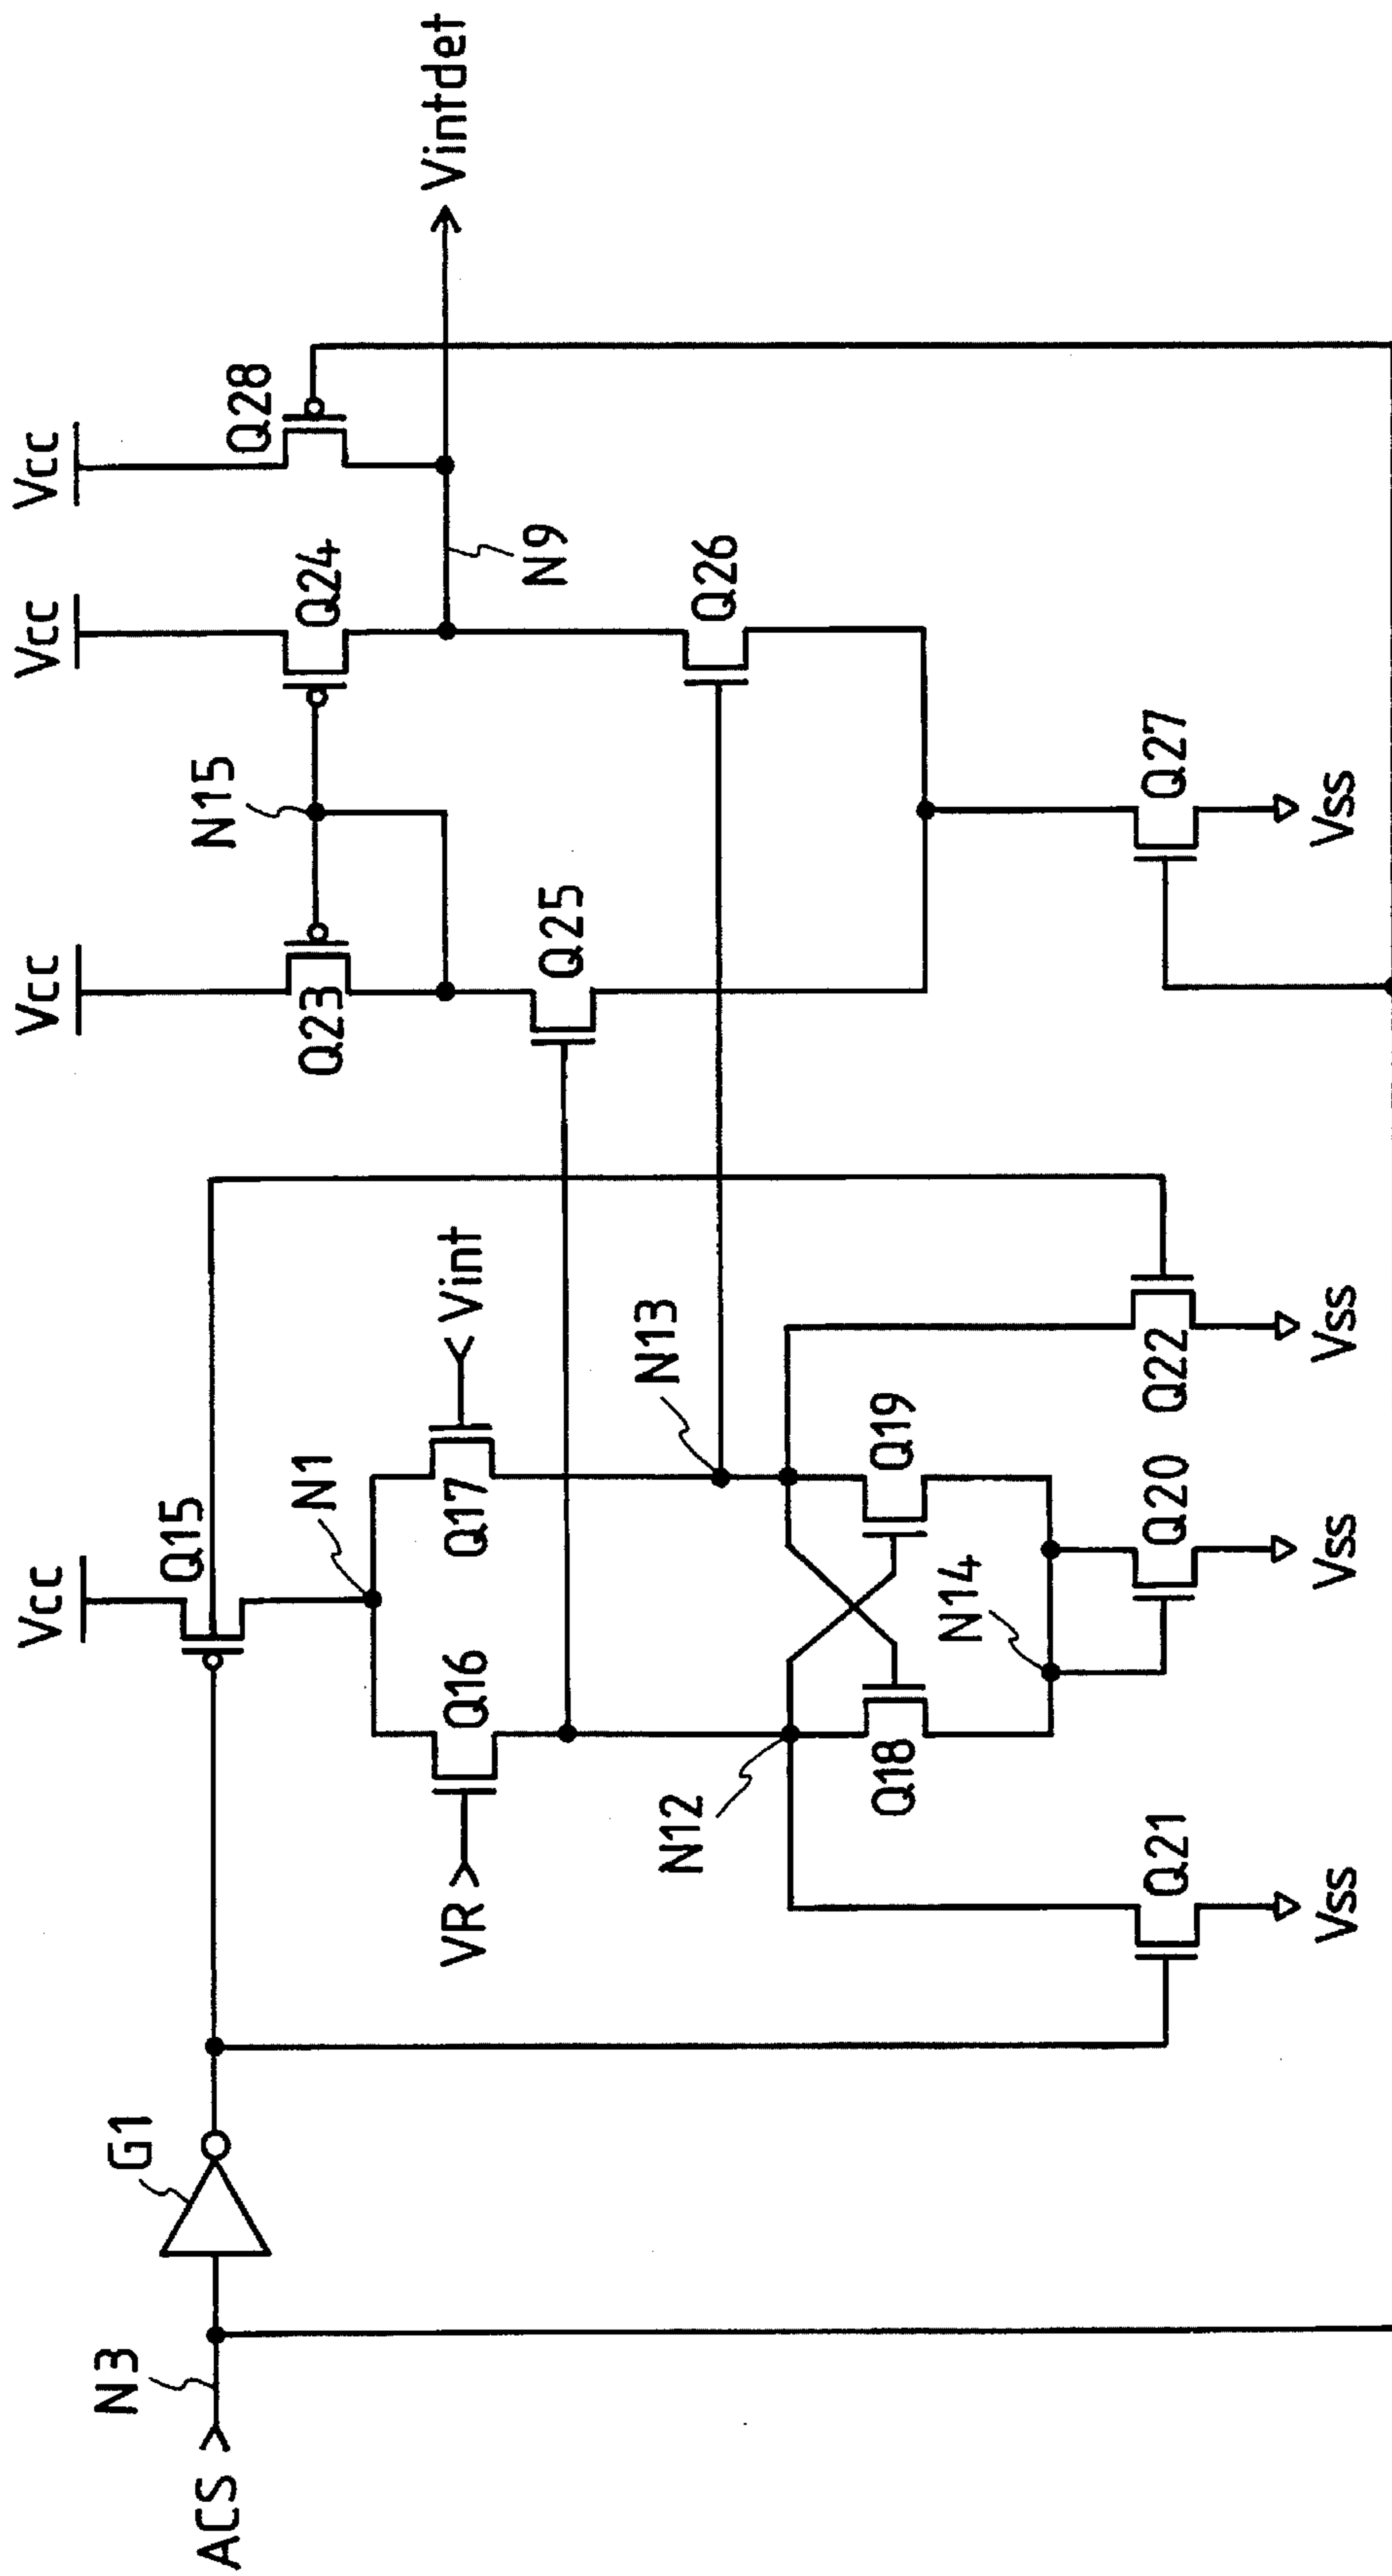 Vcc
Vcc
Vcc
Vcc
Q28
Q24
N15
Q23
Q15
G1
N3
ACS
Vintdet
N9
N1
Vint
Q17
Q16
VR
Q25
Q26
N13
N12
Q19
Q18
N14
Q27
Q22
Q20
Q21
Vss
Vss
Vss
Vss